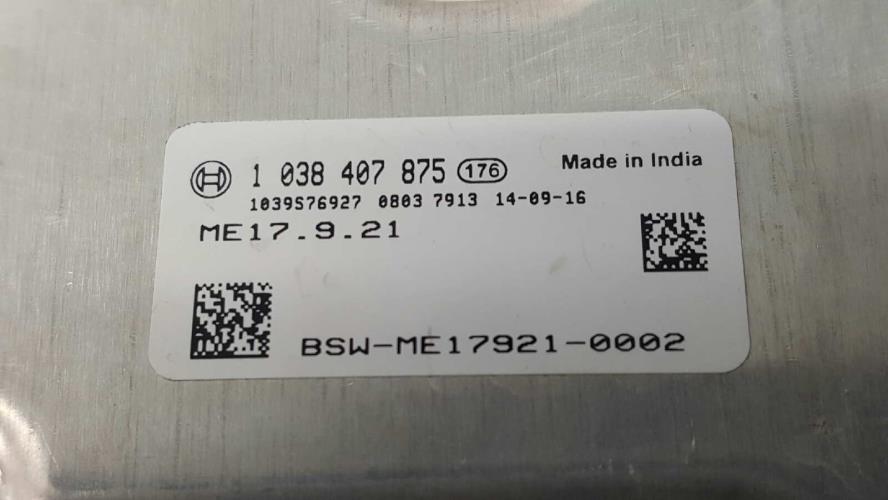 1 038 407 875 176 Made in India
1039S76927 0803 7913 14-09-16
ME17.9.21
BSW-ME17921-0002